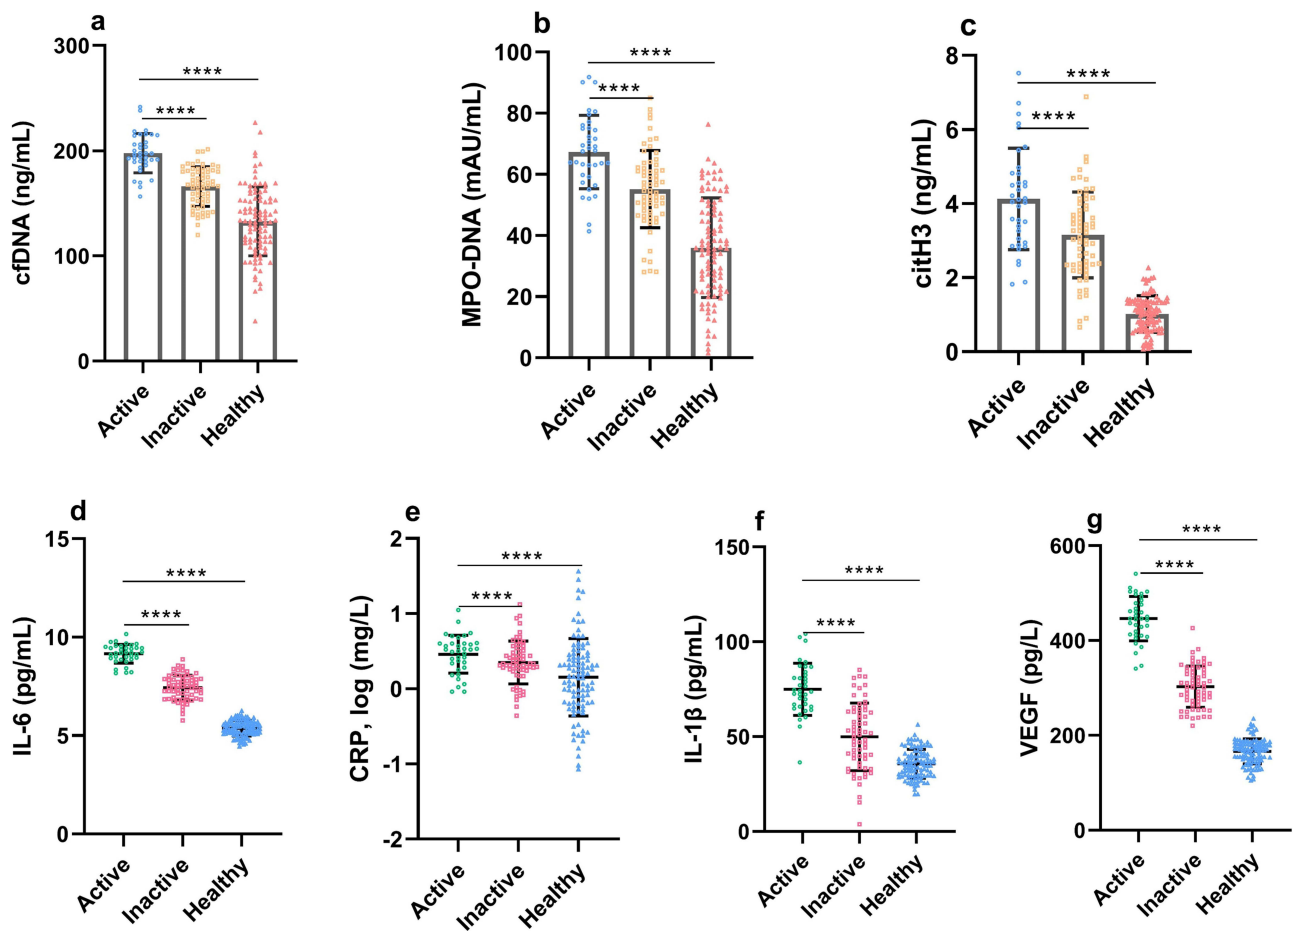 a
cfDNA (ng/mL)
300
200
100
0
****
****
Active
Inactive
Healthy
b
MPO-DNA (mAU/mL)
100
80
60
40
20
0
****
****
Active
Inactive
Healthy
c
citH3 (ng/mL)
8
6
4
2
0
****
****
Active
Inactive
Healthy
d
IL-6 (pg/mL)
15
10
5
0
****
****
Active
Inactive
Healthy
e
CRP, log (mg/L)
2
1
0
-1
-2
****
****
Active
Inactive
Healthy
f
IL-1β (pg/mL)
150
100
50
0
****
****
Active
Inactive
Healthy
g
VEGF (pg/L)
600
400
200
0
****
****
Active
Inactive
Healthy